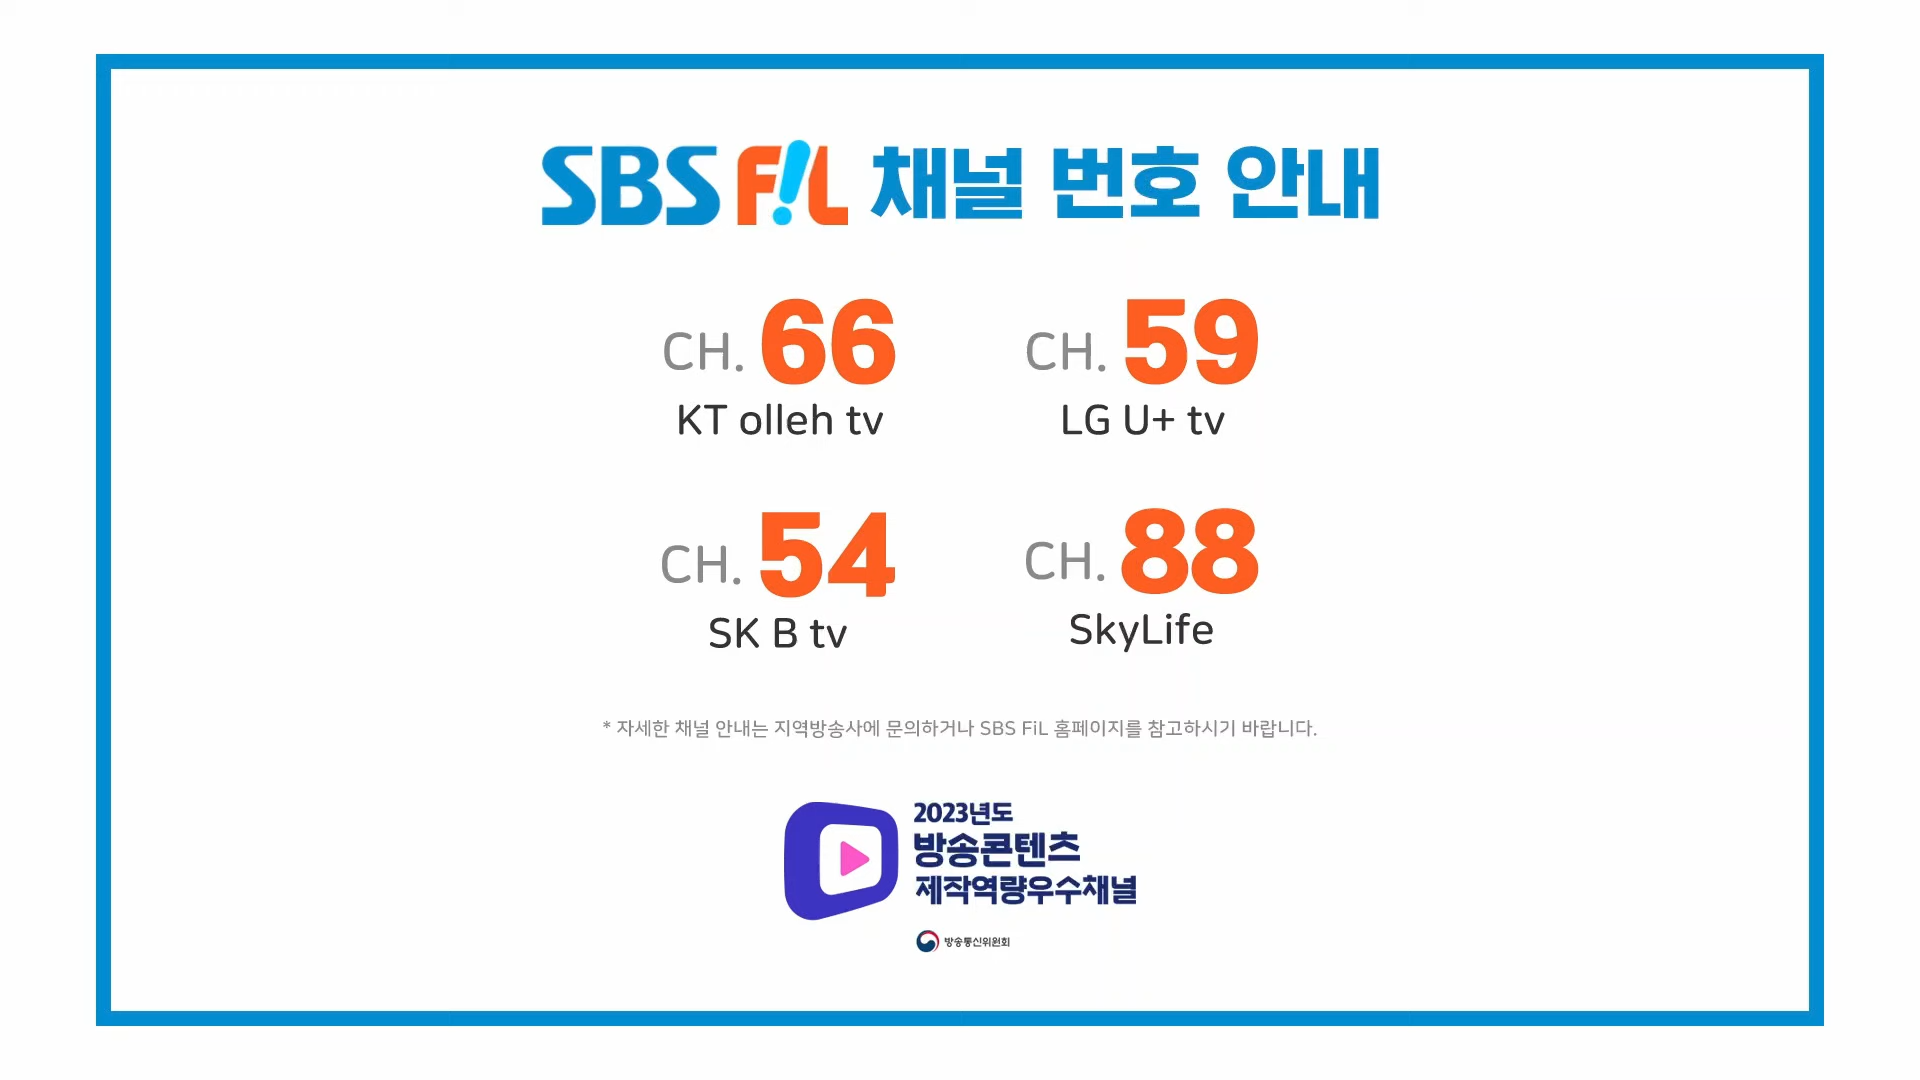 SBS F!L 채널 번호 안내
CH. 66
KT olleh tv
CH. 59
LG U+ tv
CH. 54
SK B tv
CH. 88
SkyLife
* 자세한 채널 안내는 지역방송사에 문의하거나 SBS FiL 홈페이지를 참고하시기 바랍니다.
2023년도
방송콘텐츠
제작역량우수채널
방송통신위원회